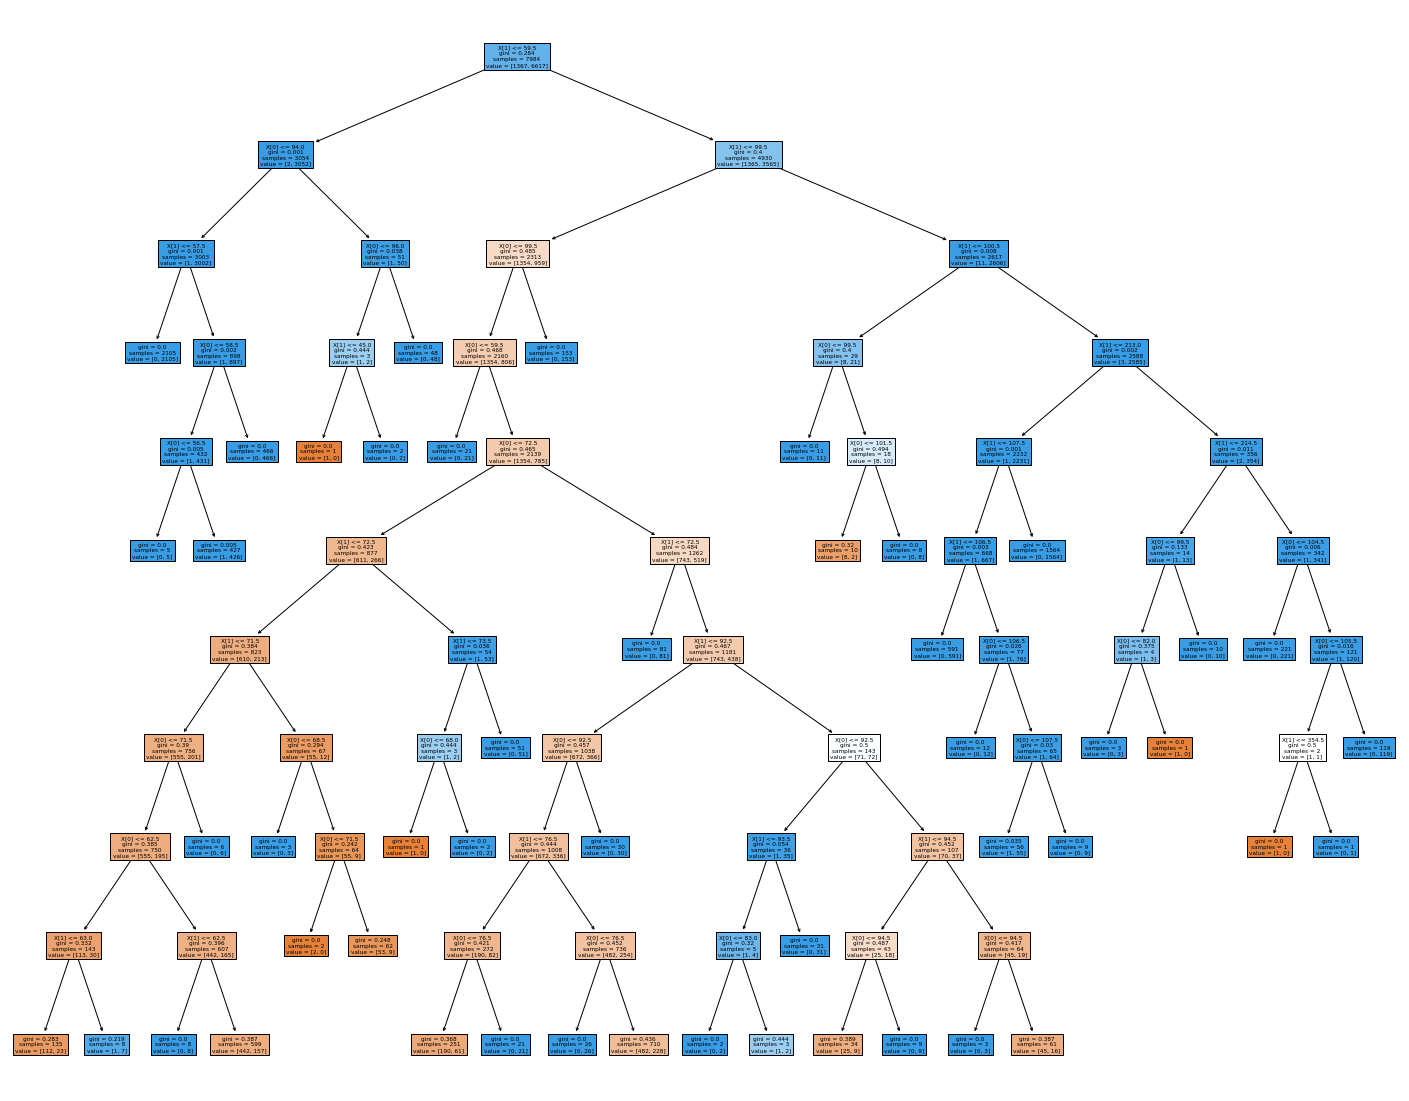 X[1] <= 59.5
gini = 0.284
samples = 7984
value = [1367, 6617]
X[0] <= 94.0
gini = 0.001
samples = 3054
value = [2, 3052]
X[1] <= 99.5
gini = 0.4
samples = 4930
value = [1365, 3565]
X[1] <= 57.5
gini = 0.001
samples = 3003
value = [1, 3002]
X[0] <= 96.0
gini = 0.038
samples = 51
value = [1, 50]
X[0] <= 99.5
gini = 0.485
samples = 2313
value = [1354, 959]
X[1] <= 100.5
gini = 0.008
samples = 2617
value = [11, 2606]
gini = 0.0
samples = 2105
value = [0, 2105]
X[0] <= 58.5
gini = 0.002
samples = 898
value = [1, 897]
X[1] <= 45.0
gini = 0.444
samples = 3
value = [1, 2]
gini = 0.0
samples = 48
value = [0, 48]
X[0] <= 59.5
gini = 0.468
samples = 2160
value = [1354, 806]
gini = 0.0
samples = 153
value = [0, 153]
X[0] <= 99.5
gini = 0.4
samples = 29
value = [8, 21]
X[1] <= 213.0
gini = 0.002
samples = 2588
value = [3, 2585]
X[0] <= 56.5
gini = 0.005
samples = 432
value = [1, 431]
gini = 0.0
samples = 466
value = [0, 466]
gini = 0.0
samples = 1
value = [1, 0]
gini = 0.0
samples = 2
value = [0, 2]
gini = 0.0
samples = 21
value = [0, 21]
X[0] <= 72.5
gini = 0.465
samples = 2139
value = [1354, 785]
gini = 0.0
samples = 11
value = [0, 11]
X[0] <= 101.5
gini = 0.494
samples = 18
value = [8, 10]
X[1] <= 107.5
gini = 0.001
samples = 2232
value = [1, 2231]
X[1] <= 214.5
gini = 0.011
samples = 356
value = [2, 354]
gini = 0.0
samples = 5
value = [0, 5]
gini = 0.005
samples = 427
value = [1, 426]
X[1] <= 72.5
gini = 0.423
samples = 877
value = [611, 266]
X[1] <= 72.5
gini = 0.484
samples = 1262
value = [743, 519]
gini = 0.32
samples = 10
value = [8, 2]
gini = 0.0
samples = 8
value = [0, 8]
X[1] <= 106.5
gini = 0.003
samples = 668
value = [1, 667]
gini = 0.0
samples = 1564
value = [0, 1564]
X[0] <= 99.5
gini = 0.133
samples = 14
value = [1, 13]
X[0] <= 104.5
gini = 0.006
samples = 342
value = [1, 341]
X[1] <= 71.5
gini = 0.384
samples = 823
value = [610, 213]
X[1] <= 73.5
gini = 0.036
samples = 54
value = [1, 53]
gini = 0.0
samples = 81
value = [0, 81]
X[1] <= 92.5
gini = 0.467
samples = 1181
value = [743, 438]
gini = 0.0
samples = 591
value = [0, 591]
X[0] <= 106.5
gini = 0.026
samples = 77
value = [1, 76]
X[0] <= 82.0
gini = 0.375
samples = 4
value = [1, 3]
gini = 0.0
samples = 10
value = [0, 10]
gini = 0.0
samples = 221
value = [0, 221]
X[0] <= 105.5
gini = 0.016
samples = 121
value = [1, 120]
X[0] <= 71.5
gini = 0.39
samples = 756
value = [555, 201]
X[0] <= 68.5
gini = 0.294
samples = 67
value = [55, 12]
X[0] <= 68.0
gini = 0.444
samples = 3
value = [1, 2]
gini = 0.0
samples = 51
value = [0, 51]
X[0] <= 92.5
gini = 0.457
samples = 1038
value = [672, 366]
X[0] <= 92.5
gini = 0.5
samples = 143
value = [71, 72]
gini = 0.0
samples = 12
value = [0, 12]
X[0] <= 107.5
gini = 0.03
samples = 65
value = [1, 64]
gini = 0.0
samples = 3
value = [0, 3]
gini = 0.0
samples = 1
value = [1, 0]
X[1] <= 354.5
gini = 0.5
samples = 2
value = [1, 1]
gini = 0.0
samples = 119
value = [0, 119]
X[0] <= 62.5
gini = 0.385
samples = 750
value = [555, 195]
gini = 0.0
samples = 6
value = [0, 6]
gini = 0.0
samples = 3
value = [0, 3]
X[0] <= 71.5
gini = 0.242
samples = 64
value = [55, 9]
gini = 0.0
samples = 1
value = [1, 0]
gini = 0.0
samples = 2
value = [0, 2]
X[1] <= 76.5
gini = 0.444
samples = 1008
value = [672, 336]
gini = 0.0
samples = 30
value = [0, 30]
X[1] <= 93.5
gini = 0.054
samples = 36
value = [1, 35]
X[1] <= 94.5
gini = 0.452
samples = 107
value = [70, 37]
gini = 0.035
samples = 56
value = [1, 55]
gini = 0.0
samples = 9
value = [0, 9]
gini = 0.0
samples = 1
value = [1, 0]
gini = 0.0
samples = 1
value = [0, 1]
X[1] <= 63.0
gini = 0.332
samples = 143
value = [113, 30]
X[1] <= 62.5
gini = 0.396
samples = 607
value = [442, 165]
gini = 0.0
samples = 2
value = [2, 0]
gini = 0.248
samples = 62
value = [53, 9]
X[0] <= 76.5
gini = 0.421
samples = 272
value = [190, 82]
X[0] <= 76.5
gini = 0.452
samples = 736
value = [482, 254]
X[0] <= 83.0
gini = 0.32
samples = 5
value = [1, 4]
gini = 0.0
samples = 31
value = [0, 31]
X[0] <= 94.5
gini = 0.487
samples = 43
value = [25, 18]
X[0] <= 94.5
gini = 0.417
samples = 64
value = [45, 19]
gini = 0.283
samples = 135
value = [112, 23]
gini = 0.219
samples = 8
value = [1, 7]
gini = 0.0
samples = 8
value = [0, 8]
gini = 0.387
samples = 599
value = [442, 157]
gini = 0.368
samples = 251
value = [190, 61]
gini = 0.0
samples = 21
value = [0, 21]
gini = 0.0
samples = 26
value = [0, 26]
gini = 0.436
samples = 710
value = [482, 228]
gini = 0.0
samples = 2
value = [0, 2]
gini = 0.444
samples = 3
value = [1, 2]
gini = 0.389
samples = 34
value = [25, 9]
gini = 0.0
samples = 9
value = [0, 9]
gini = 0.0
samples = 3
value = [0, 3]
gini = 0.387
samples = 61
value = [45, 16]